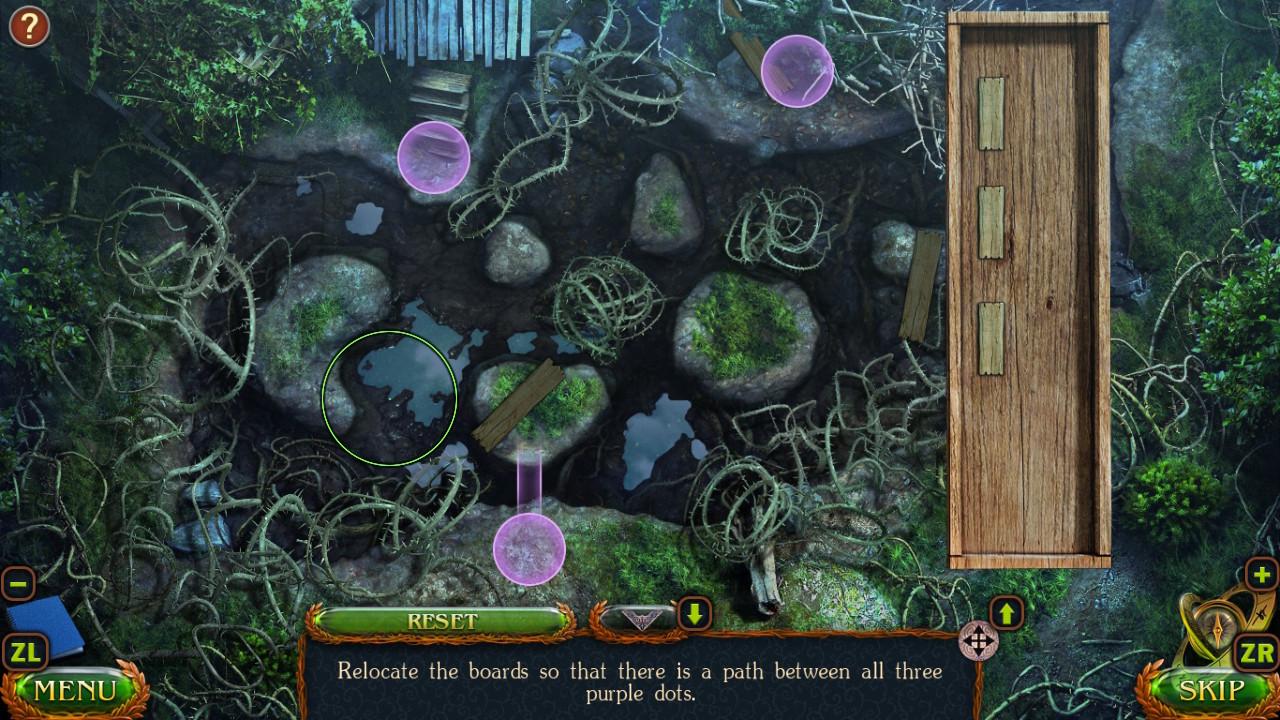 ?
RESET
Relocate the boards so that there is a path between all three
purple dots.
ZL
MENU
ZR
SKIP